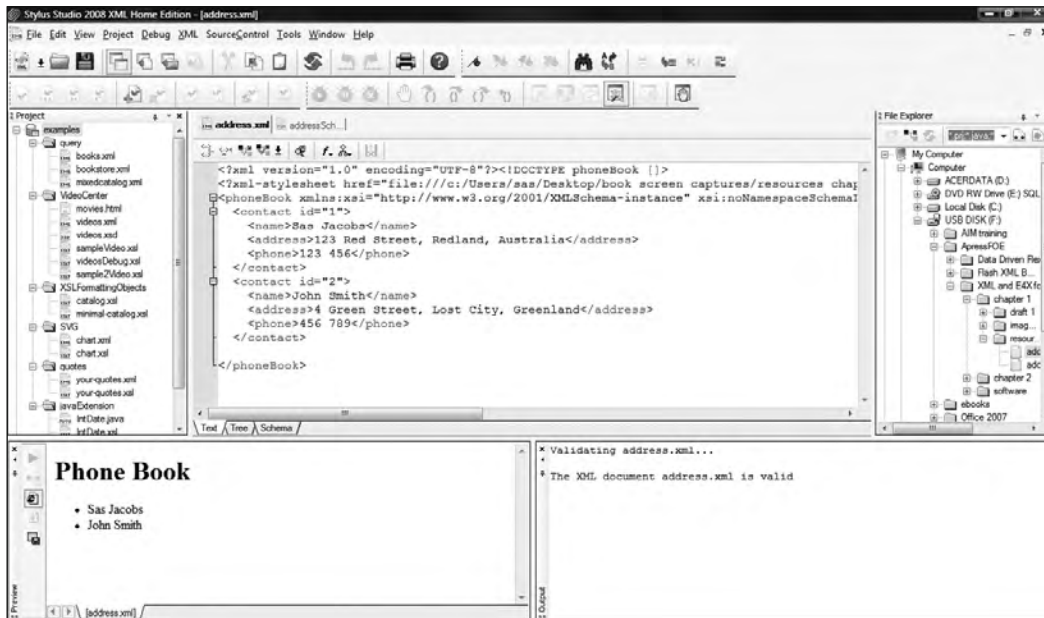 Stylus Studio 2008 XML Home Edition - [address.xml]
File Edit View Project Debug XML SourceControl Tools Window Help
Project
examples
query
books.xml
bookstore.xml
mixedcatalog.xml
VideoCenter
movies.html
videos.xml
videos.xsd
sampleVideo.xsl
videosDebug.xsl
sample2Video.xsl
XSLFormattingObjects
catalog.xsl
minimal-catalog.xsl
SVG
chart.xml
chart.xsl
quotes
your-quotes.xml
your-quotes.xsl
javaExtension
IntDate.java
IntDate.xsl
address.xml addressSch...
<?xml version="1.0" encoding="UTF-8"?><!DOCTYPE phoneBook []>
<?xml-stylesheet href="file:///c:/Users/sas/Desktop/book screen captures/resources chap
<phoneBook xmlns:xsi="http://www.w3.org/2001/XMLSchema-instance" xsi:noNamespaceSchemaI
<contact id="1">
<name>Sas Jacobs</name>
<address>123 Red Street, Redland, Australia</address>
<phone>123 456</phone>
</contact>
<contact id="2">
<name>John Smith</name>
<address>4 Green Street, Lost City, Greenland</address>
<phone>456 789</phone>
</contact>
</phoneBook>
Text Tree Schema
File Explorer
My Computer
Computer
ACERDATA (D:)
DVD RW Drive (E:) SQL
Local Disk (C:)
USB DISK (F:)
AIM training
ApressFOE
Data Driven Res
Flash XML B...
XML and E4X fo
chapter 1
draft 1
imag...
resour...
add
add
chapter 2
software
ebooks
Office 2007
Phone Book
• Sas Jacobs
• John Smith
Preview
[address.xml]
Validating address.xml...
The XML document address.xml is valid
Output